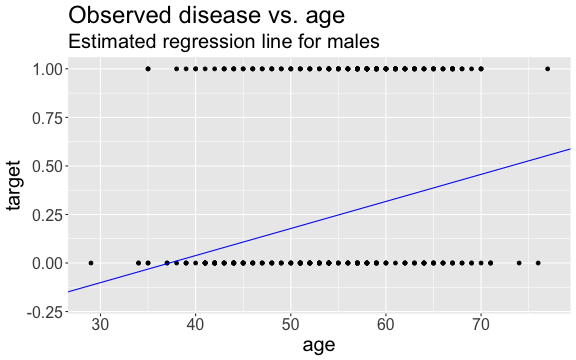 Observed disease vs. age
Estimated regression line for males
1.00
0.75
0.50
0.25
0.00
-0.25
target
30 40 50 60 70
age